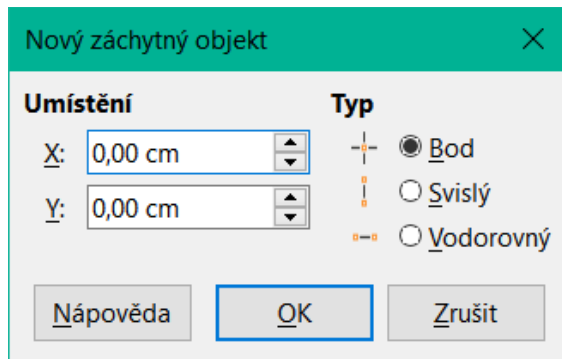 Nový záchytný objekt
Umístění Typ
X: 0,00 cm Bod
Y: 0,00 cm Svislý
Vodorovný
Nápověda OK Zrušit